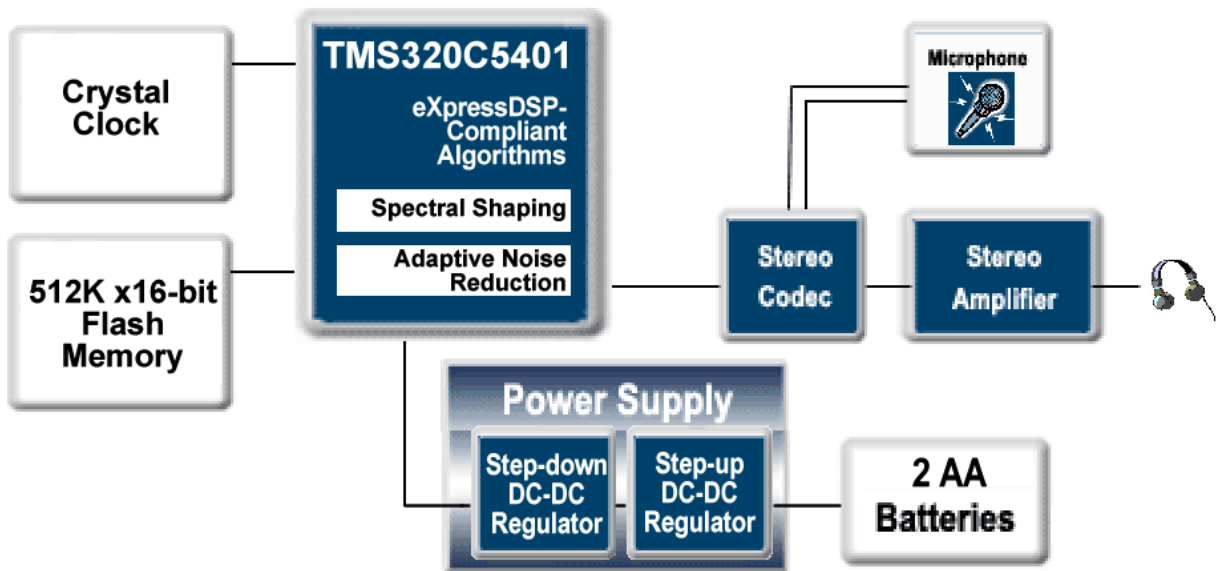 Crystal
Clock
512K x16-bit
Flash
Memory
TMS320C5401
eXpressDSP-
Compliant
Algorithms
Spectral Shaping
Adaptive Noise
Reduction
Microphone
Stereo
Codec
Stereo
Amplifier
Power Supply
Step-down
DC-DC
Regulator
Step-up
DC-DC
Regulator
2 AA
Batteries